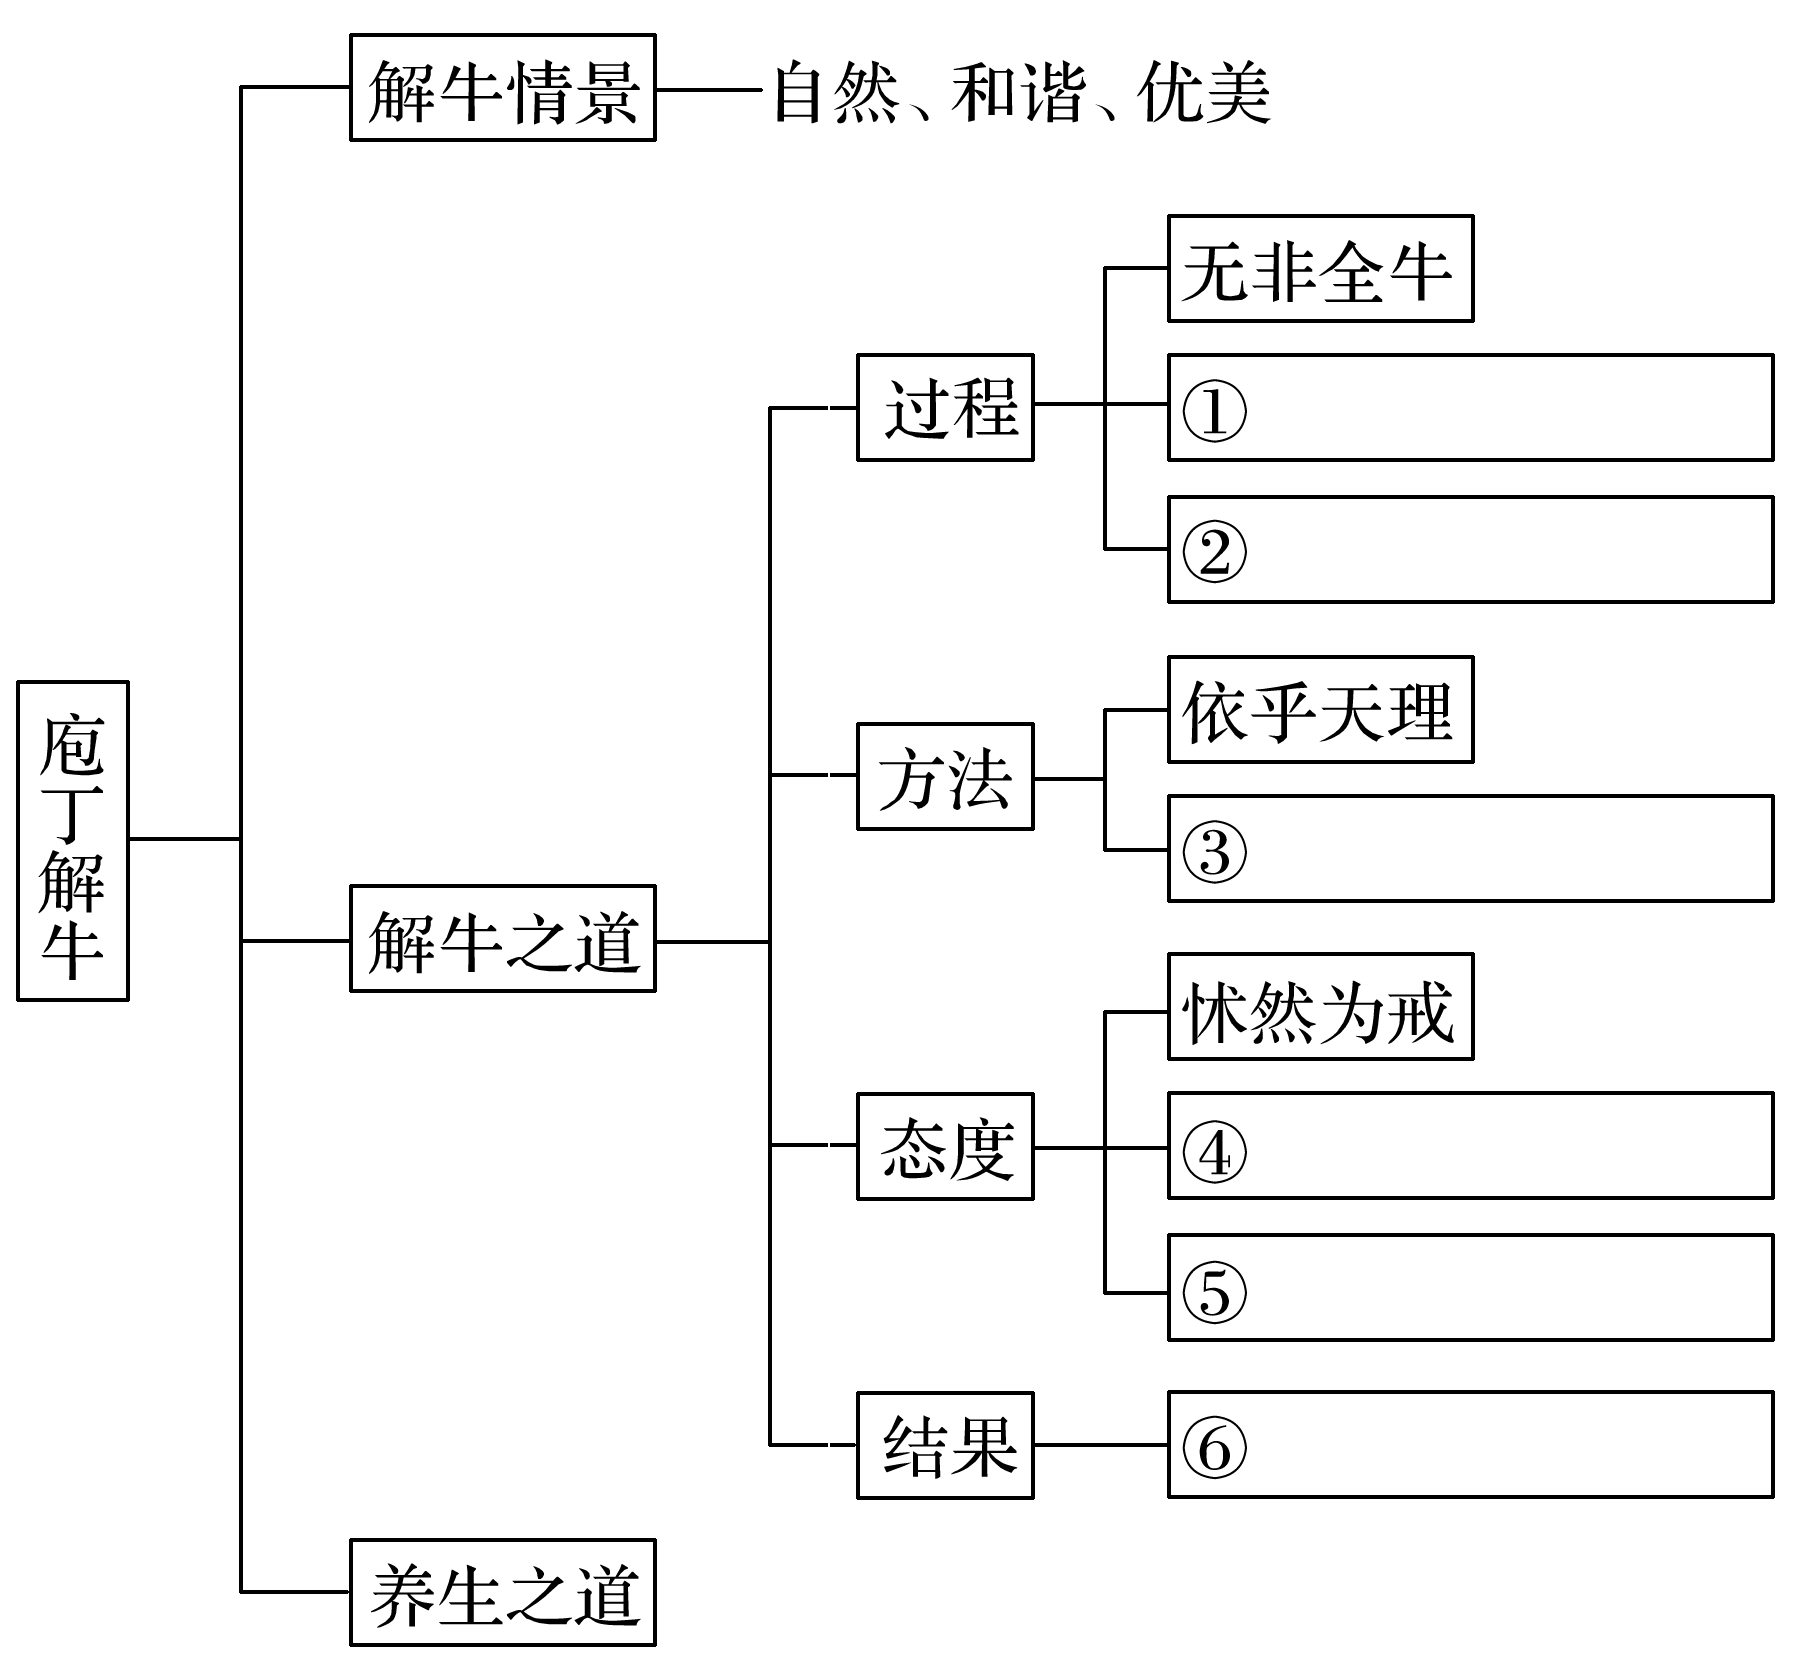 解牛情景
自然、和谐、优美
无非全牛
过程
①
②
依乎天理
方法
③
庖丁解牛
解牛之道
怵然为戒
态度
④
⑤
结果
⑥
养生之道